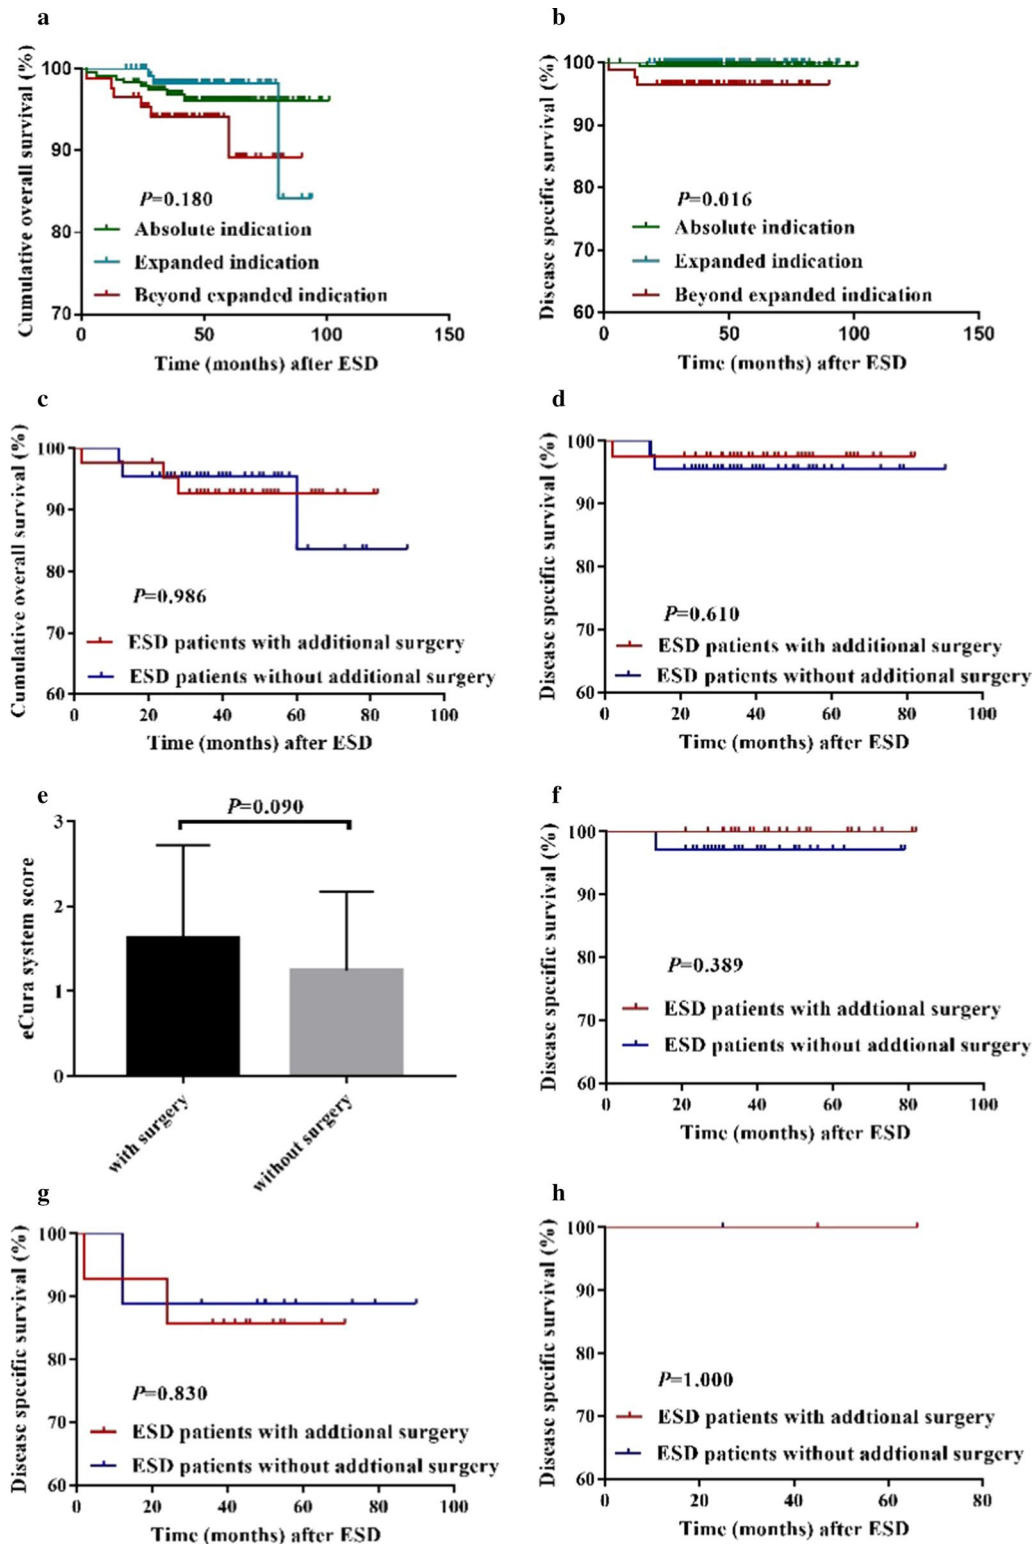 a
Cumulative overall survival (%)
100
90
80
70
0
50
100
150
P=0.180
Absolute indication
Expanded indication
Beyond expanded indication
Time (months) after ESD
b
Disease specific survival (%)
100
90
80
70
60
0
50
100
150
P=0.016
Absolute indication
Expanded indication
Beyond expanded indication
Time (months) after ESD
c
Cumulative overall survival (%)
100
90
80
70
60
0
20
40
60
80
100
P=0.986
ESD patients with additional surgery
ESD patients without additional surgery
Time (months) after ESD
d
Disease specific survival (%)
100
90
80
70
60
0
20
40
60
80
100
P=0.610
ESD patients with additional surgery
ESD patients without additional surgery
Time (months) after ESD
e
eCura system score
3
2
1
0
P=0.090
with surgery
without surgery
f
Disease specific survival (%)
100
90
80
70
60
0
20
40
60
80
100
P=0.389
ESD patients with addtional surgery
ESD patients without addtional surgery
Time (months) after ESD
g
Disease specific survival (%)
100
90
80
70
60
0
20
40
60
80
100
P=0.830
ESD patients with addtional surgery
ESD patients without addtional surgery
Time (months) after ESD
h
Disease specific survival (%)
100
90
80
70
60
0
20
40
60
80
P=1.000
ESD patients with addtional surgery
ESD patients without addtional surgery
Time (months) after ESD